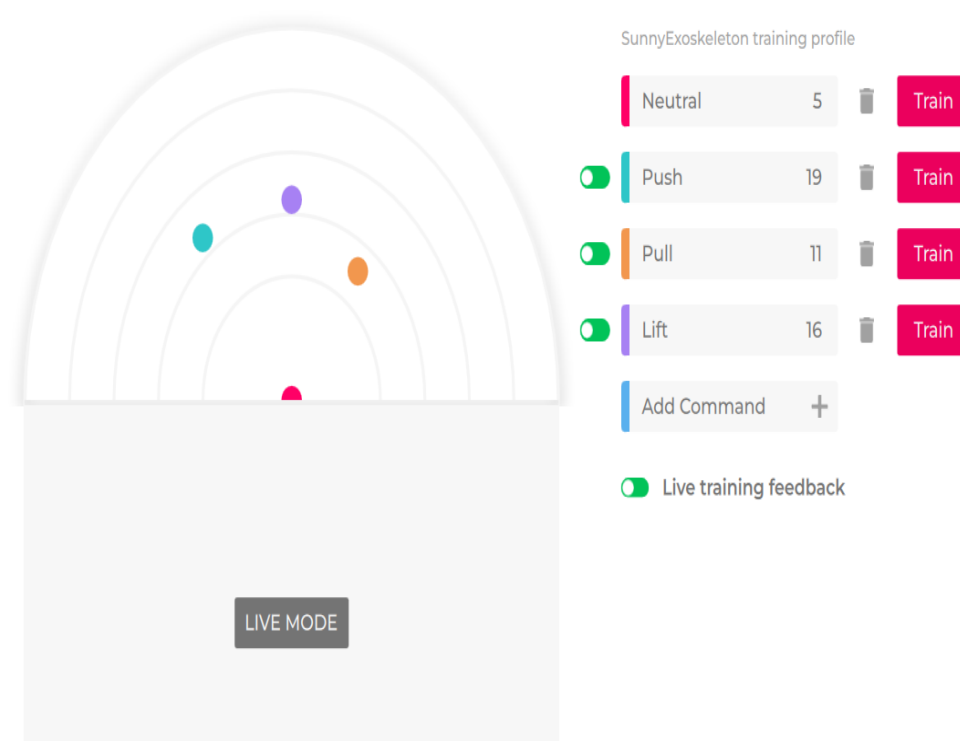 SunnyExoskeleton training profile
Neutral 5 Train
Push 19 Train
Pull 11 Train
Lift 16 Train
Add Command +
Live training feedback
LIVE MODE